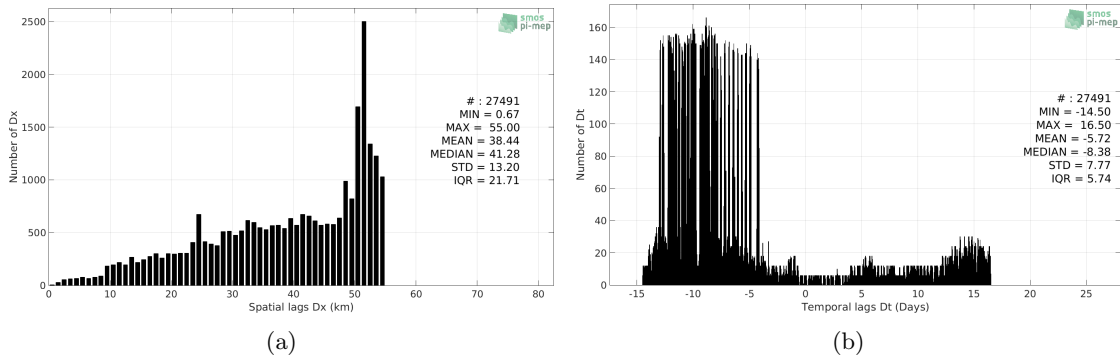 2500
2000
1500
1000
500
0
0
10
20
30
40
50
60
70
80
Number of Dx
Spatial lags Dx (km)
smos
pi-mep
# : 27491
MIN = 0.67
MAX = 55.00
MEAN = 38.44
MEDIAN = 41.28
STD = 13.20
IQR = 21.71
(a)
160
140
120
100
80
60
40
20
0
-15
-10
-5
0
5
10
15
20
25
Number of Dt
Temporal lags Dt (Days)
smos
pi-mep
# : 27491
MIN = -14.50
MAX = 16.50
MEAN = -5.72
MEDIAN = -8.38
STD = 7.77
IQR = 5.74
(b)